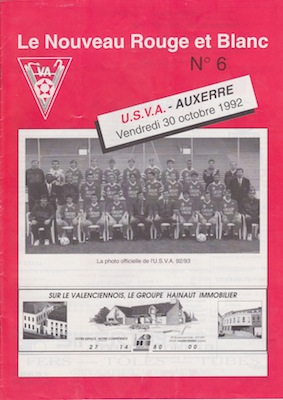 Le Nouveau Rouge et Blanc
VA
N° 6
U.S.V.A. - AUXERRE
Vendredi 30 octobre 1992
La photo officielle de l'U.S.V.A. 92/93
SUR LE VALENCIENNOIS, LE GROUPE HAINAUT IMMOBILIER
27 14 80 00